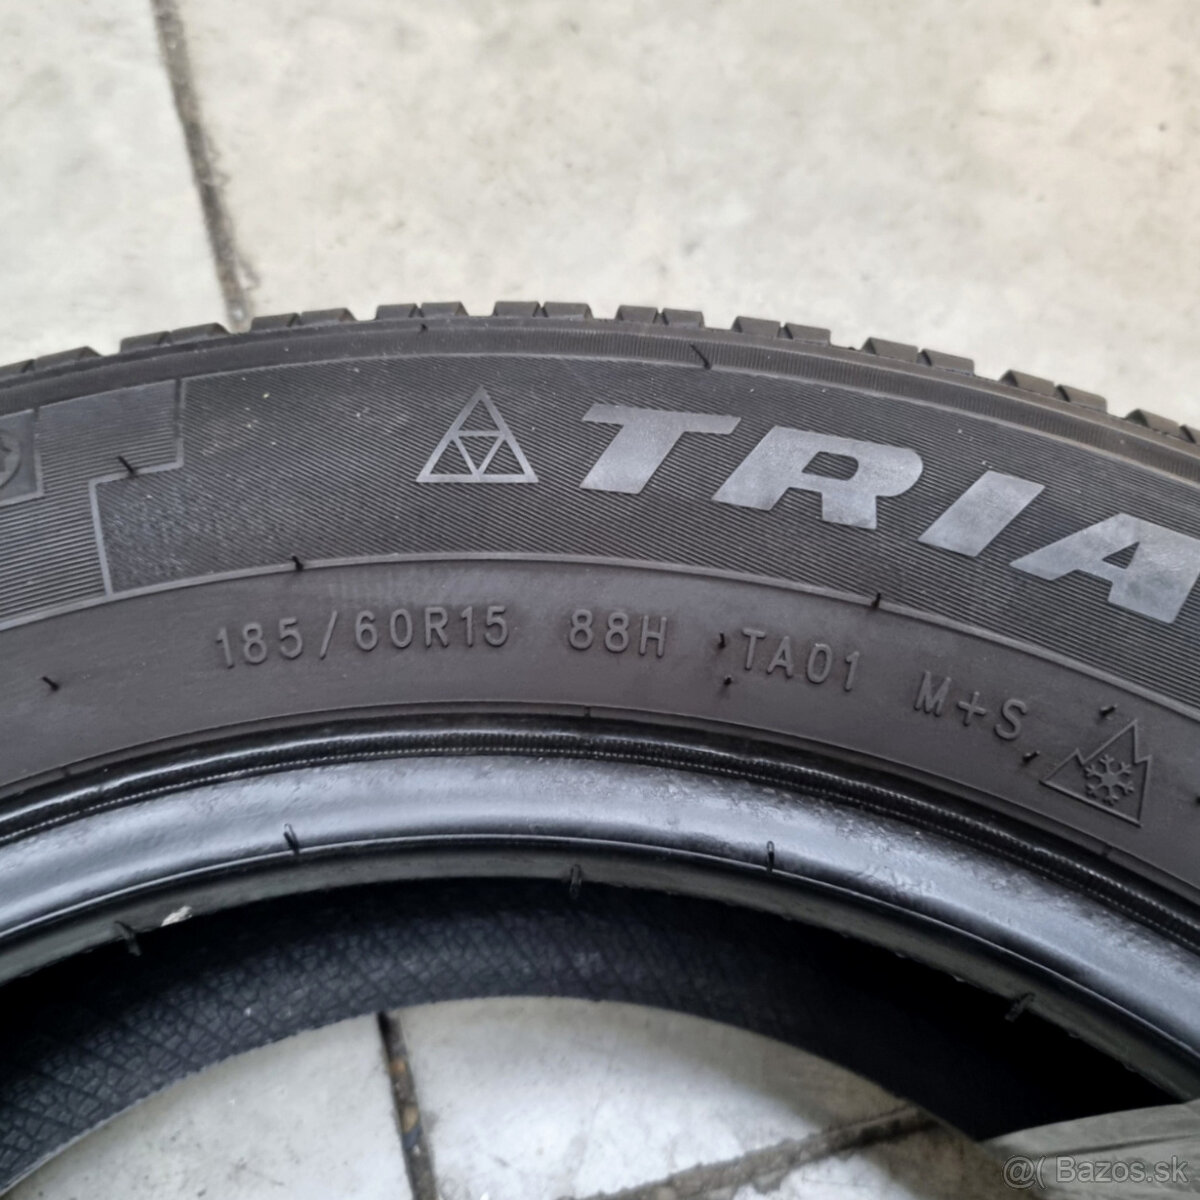 TRIA
185/60R15 88H TA01 M+S
@( Bazos.sk